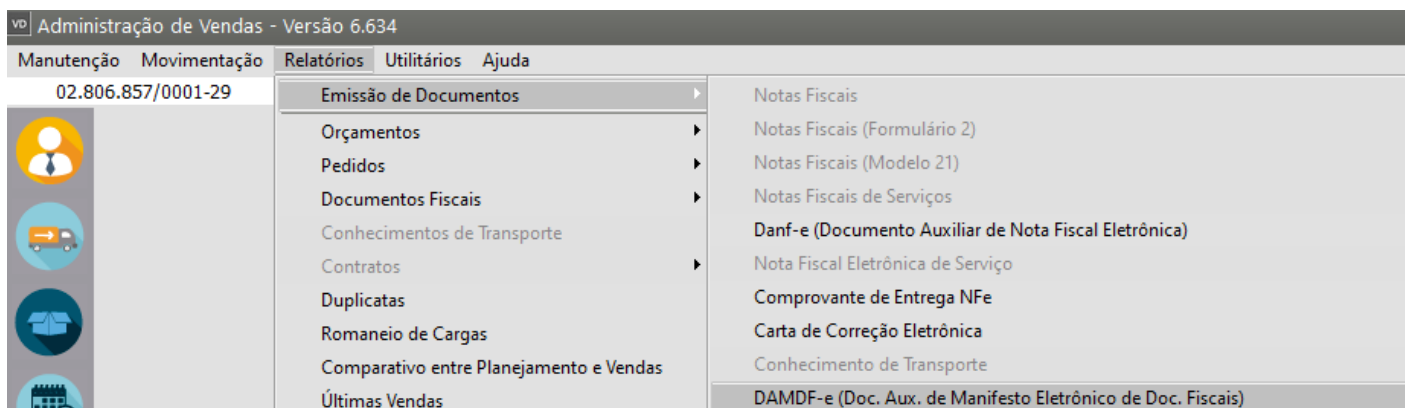 VD Administração de Vendas - Versão 6.634
Manutenção Movimentação Relatórios Utilitários Ajuda
02.806.857/0001-29
Emissão de Documentos
Orçamentos
Pedidos
Documentos Fiscais
Conhecimentos de Transporte
Contratos
Duplicatas
Romaneio de Cargas
Comparativo entre Planejamento e Vendas
Últimas Vendas
Notas Fiscais
Notas Fiscais (Formulário 2)
Notas Fiscais (Modelo 21)
Notas Fiscais de Serviços
Danf-e (Documento Auxiliar de Nota Fiscal Eletrônica)
Nota Fiscal Eletrônica de Serviço
Comprovante de Entrega NFe
Carta de Correção Eletrônica
Conhecimento de Transporte
DAMDF-e (Doc. Aux. de Manifesto Eletrônico de Doc. Fiscais)